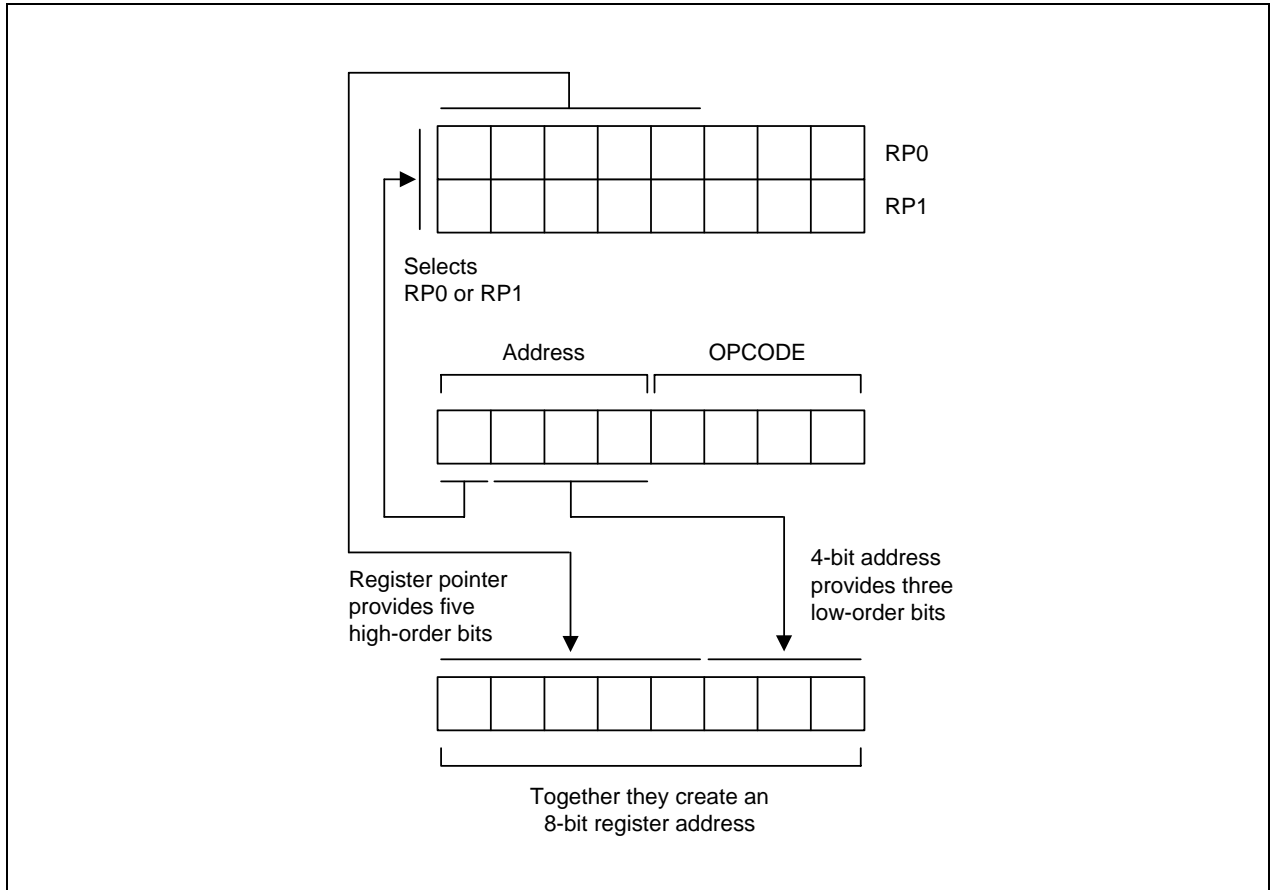 RP0
RP1
Selects
RP0 or RP1
Address
OPCODE
Register pointer
provides five
high-order bits
4-bit address
provides three
low-order bits
Together they create an
8-bit register address